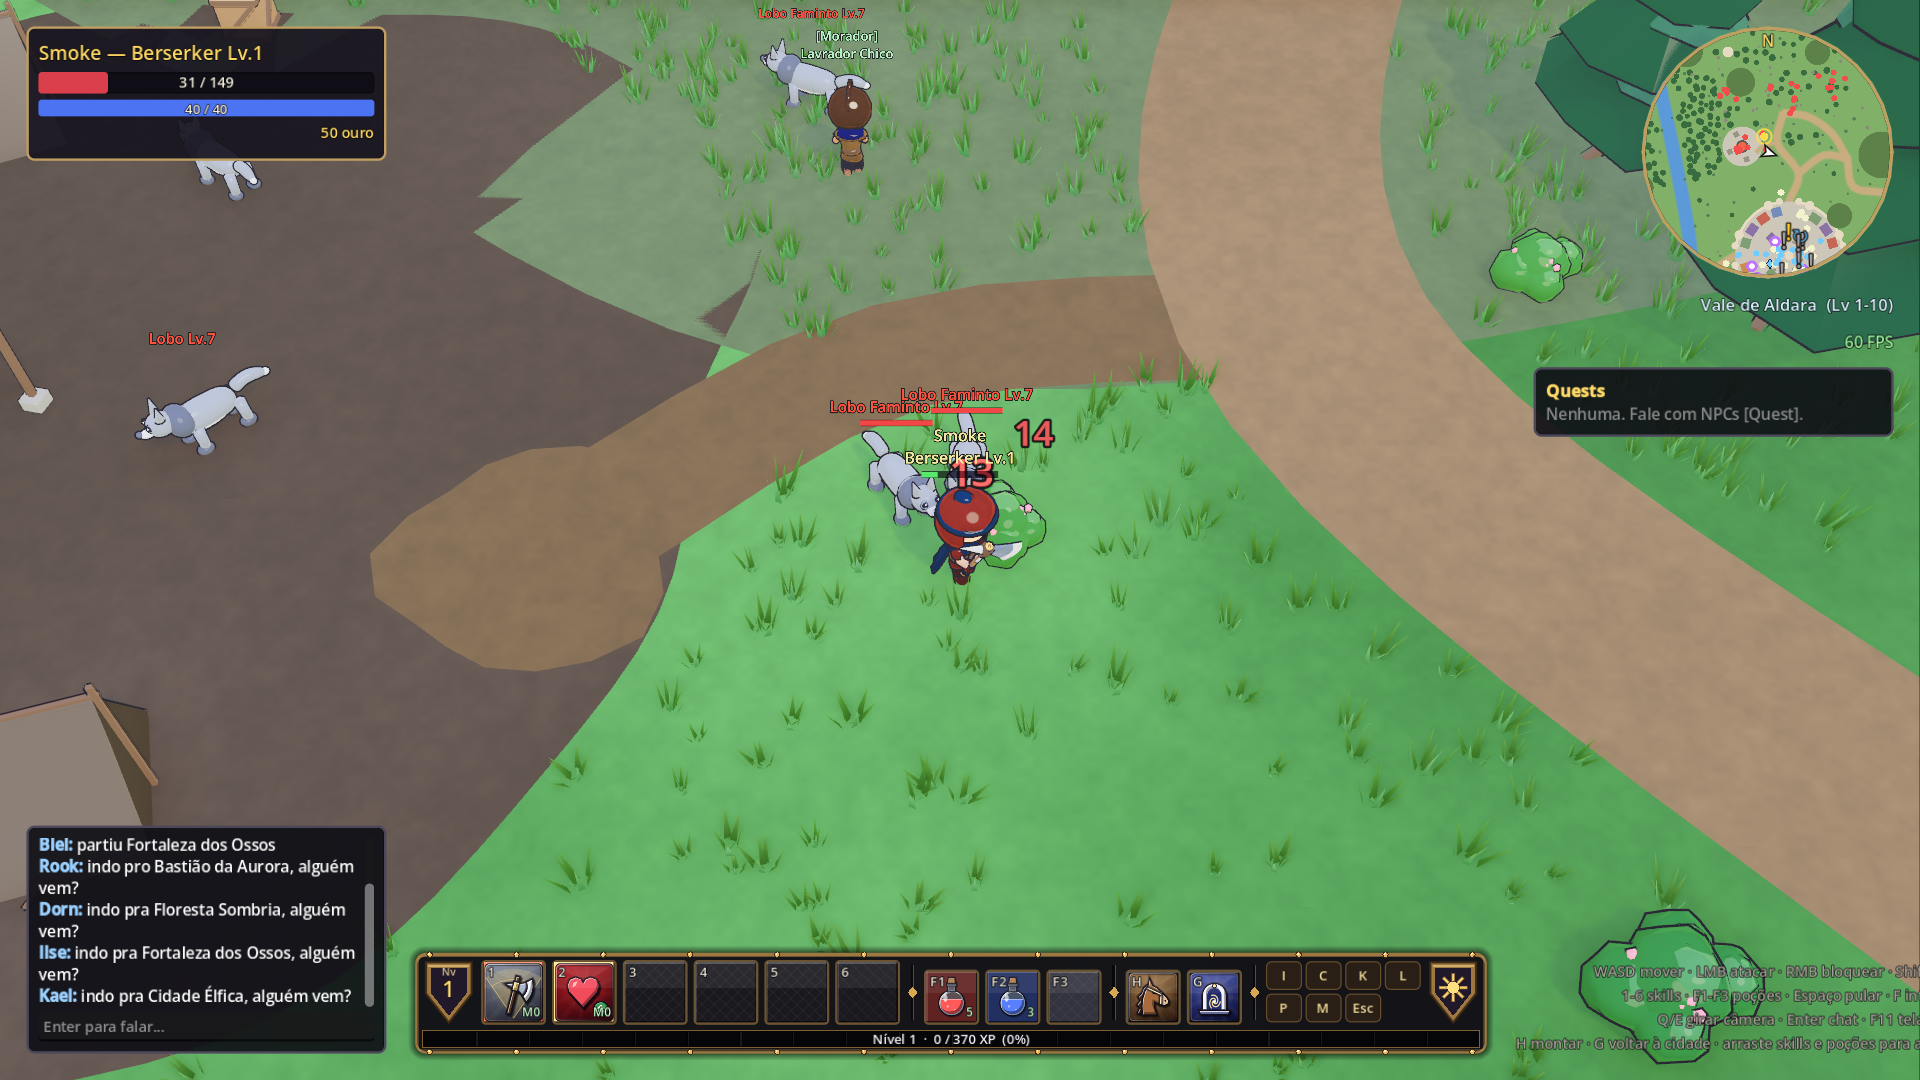 Smoke — Berserker Lv.1
31 / 149
40 / 40
50 ouro
Lobo Faminto Lv.7
[Morador]
Lavrador Chico
N
Vale de Aldara (Lv 1-10)
60 FPS
Quests
Nenhuma. Fale com NPCs [Quest].
Lobo Lv.7
Lobo Faminto Lv.7
Lobo Faminto Lv.7
Smoke
Berserker Lv.1
14
13
Biel: partiu Fortaleza dos Ossos
Rook: indo pro Bastião da Aurora, alguém
vem?
Dorn: indo pra Floresta Sombria, alguém
vem?
Ilse: indo pra Fortaleza dos Ossos, alguém
vem?
Kael: indo pra Cidade Élfica, alguém vem?
Enter para falar...
Nv
1
1
M0
2
M0
3
4
5
6
F1
5
F2
3
F3
H
G
I
C
K
L
P
M
Esc
Nível 1 · 0 / 370 XP (0%)
WASD mover · LMB atacar · RMB bloquear · Shi
1-6 skills · F1-F3 poções · Espaço pular · F in
Q/E girar câmera · Enter chat · F11 tel
H montar · G voltar à cidade · arraste skills e poções para a